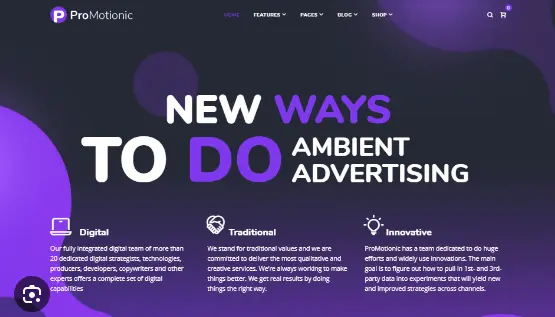 ProMotionic
HOME FEATURES PAGES BLOG SHOP
0
NEW WAYS
TO DO AMBIENT
ADVERTISING
Digital
Our fully integrated digital team of more than
20 dedicated digital strategists, technologies,
producers, developers, copywriters and other
experts offers a complete set of digital
capabilities
Traditional
We stand for traditional values and we are
committed to deliver the most qualitative and
creative services. We're always working to make
things better. We get real results by doing
things the right way.
Innovative
ProMotionic has a team dedicated to do huge
efforts and widely use innovations. The main
goal is to figure out how to pull in 1st- and 3rd-
party data into experiments that will yield new
and improved strategies across channels.